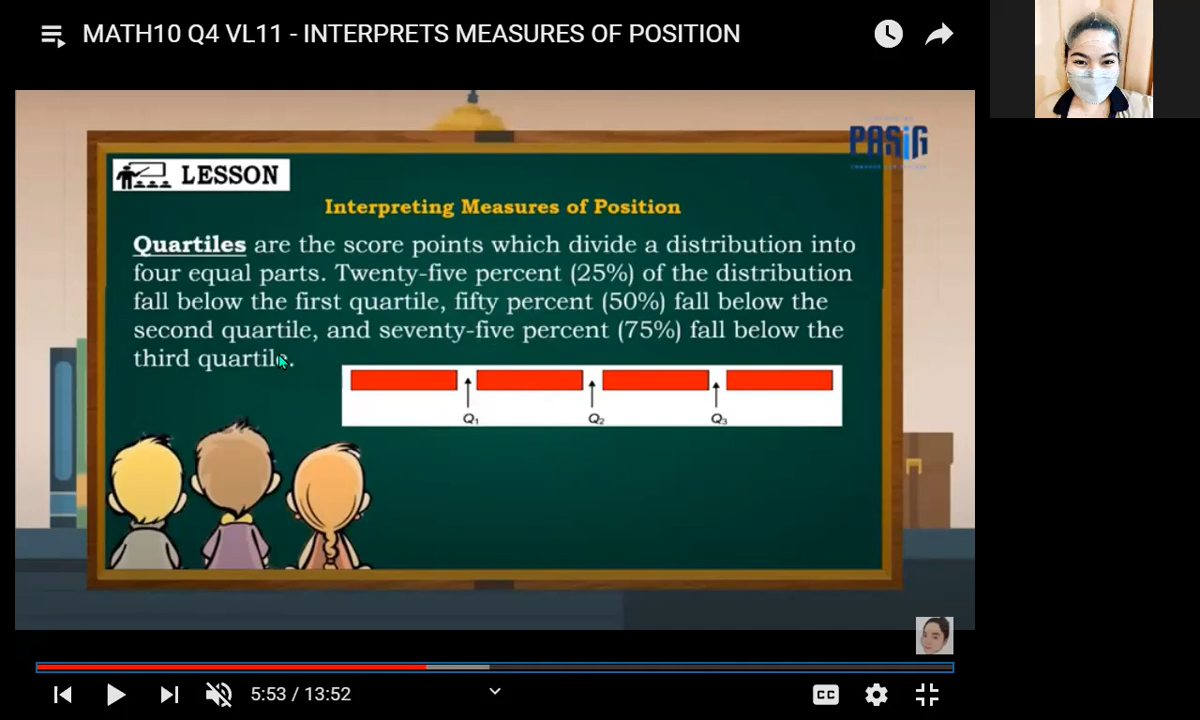 MATH10 Q4 VL11 - INTERPRETS MEASURES OF POSITION
PASiG
LESSON
Interpreting Measures of Position
Quartiles are the score points which divide a distribution into
four equal parts. Twenty-five percent (25%) of the distribution
fall below the first quartile, fifty percent (50%) fall below the
second quartile, and seventy-five percent (75%) fall below the
third quartile.
Q₁ Q₂ Q₃
5:53 / 13:52
CC